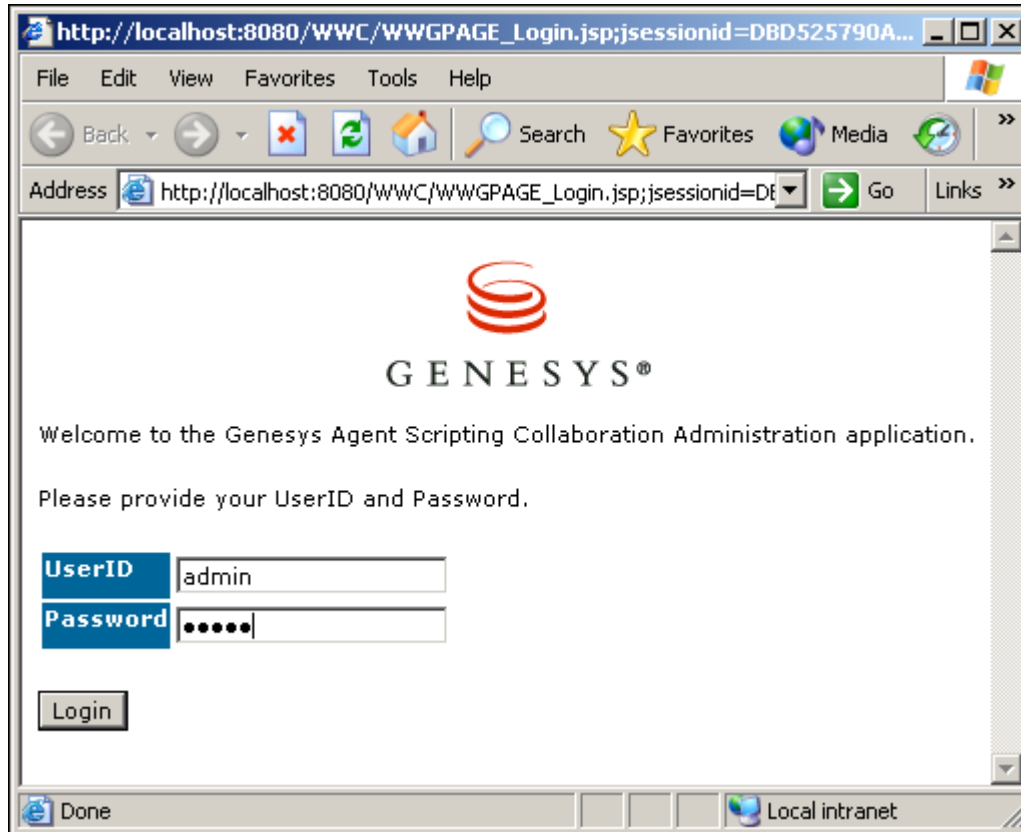 http://localhost:8080/WWC/WWGPAGE_Login.jsp;jsessionid=DBD525790A...
File Edit View Favorites Tools Help
Back Search Favorites Media »
Address http://localhost:8080/WWC/WWGPAGE_Login.jsp;jsessionid=DB Go Links »
GENESYS®
Welcome to the Genesys Agent Scripting Collaboration Administration application.
Please provide your UserID and Password.
UserID admin
Password •••••
Login
Done Local intranet